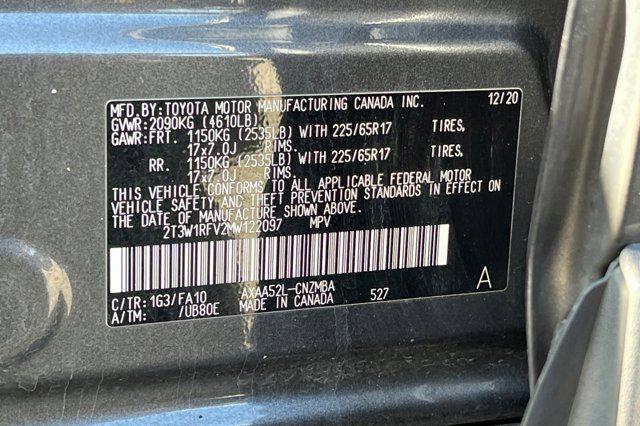 MFD.BY:TOYOTA MOTOR MANUFACTURING CANADA INC. 12/20
GVWR:2090KG (4610LB)
GAWR:FRT. 1150KG (2535LB) WITH 225/65R17 TIRES,
17x7.0J RIMS.
RR. 1150KG (2535LB) WITH 225/65R17 TIRES,
17x7.0J RIMS.
THIS VEHICLE CONFORMS TO ALL APPLICABLE FEDERAL MOTOR
VEHICLE SAFETY AND THEFT PREVENTION STANDARDS IN EFFECT ON
THE DATE OF MANUFACTURE SHOWN ABOVE.
2T3W1RFV2MW122097 MPV
C/TR:1G3/FA10 AXAA52L-CNZMBA A
A/TM: /UB80E MADE IN CANADA 527